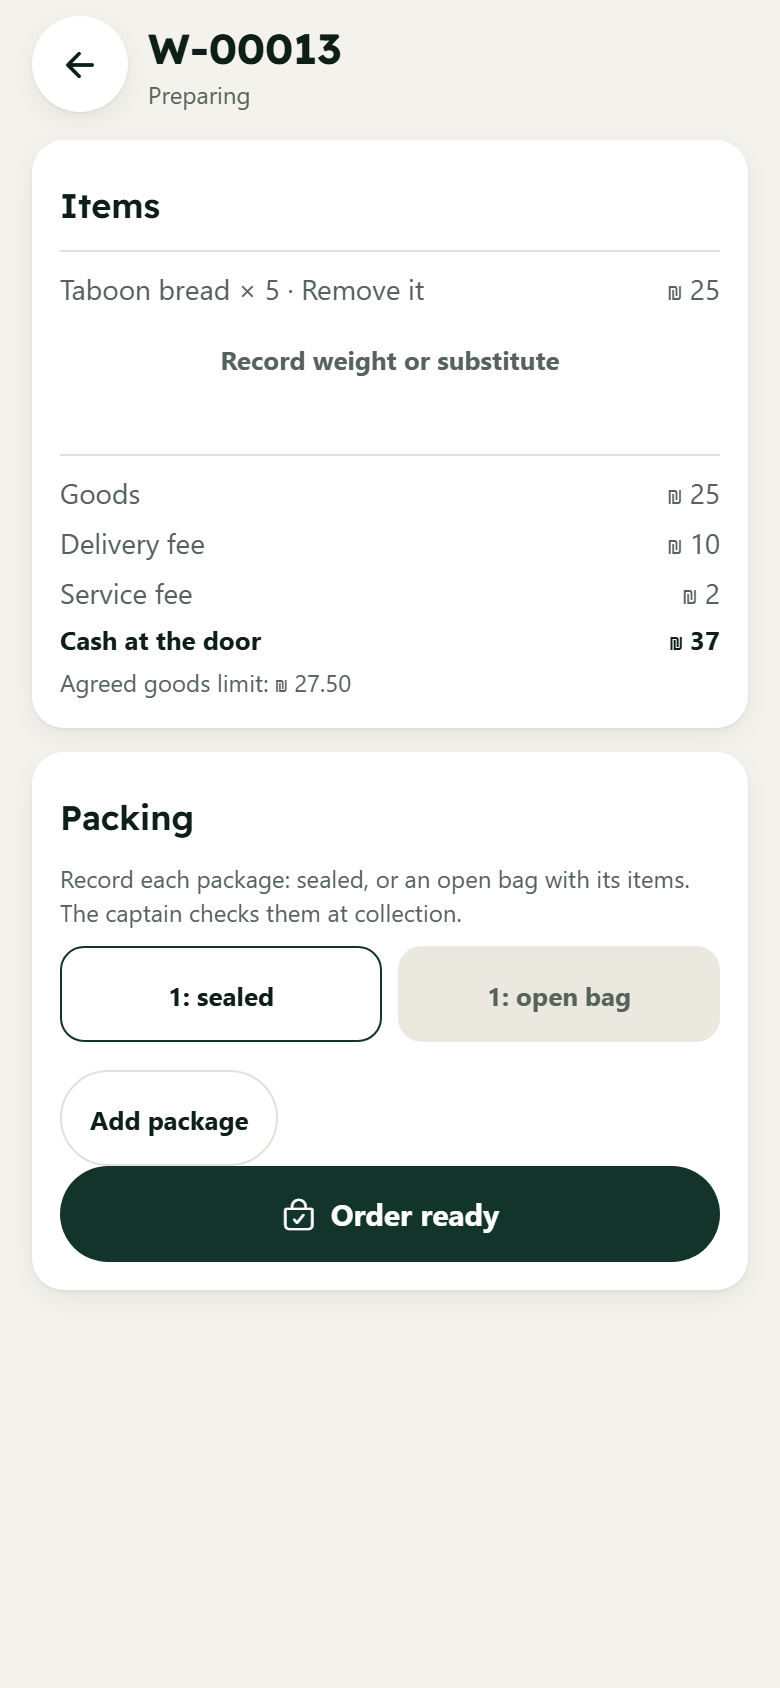 W-00013
Preparing
Items
Taboon bread × 5 · Remove it ₪ 25
Record weight or substitute
Goods ₪ 25
Delivery fee ₪ 10
Service fee ₪ 2
Cash at the door ₪ 37
Agreed goods limit: ₪ 27.50
Packing
Record each package: sealed, or an open bag with its items.
The captain checks them at collection.
1: sealed 1: open bag
Add package
Order ready